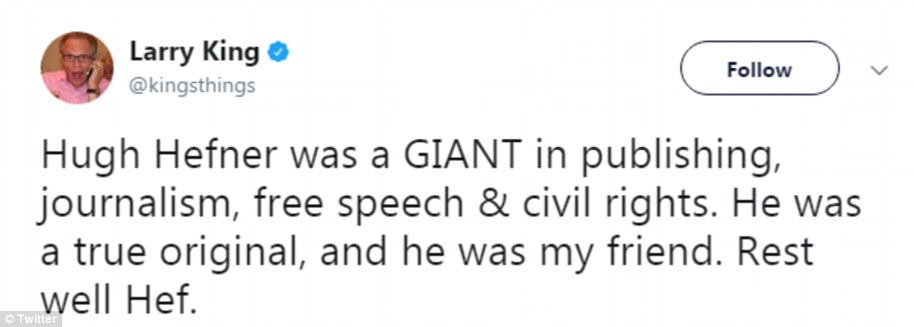 Larry King
@kingsthings
Follow
Hugh Hefner was a GIANT in publishing,
journalism, free speech & civil rights. He was
a true original, and he was my friend. Rest
well Hef.
© Twitter